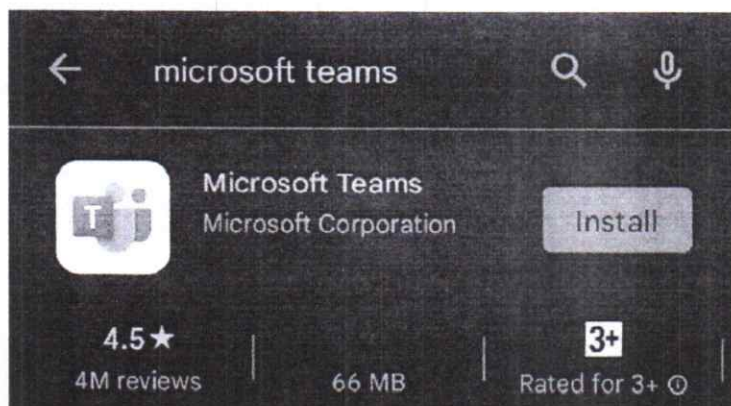 microsoft teams
Microsoft Teams
Microsoft Corporation
Install
T
4.5★
4M reviews
66 MB
3+
Rated for 3+